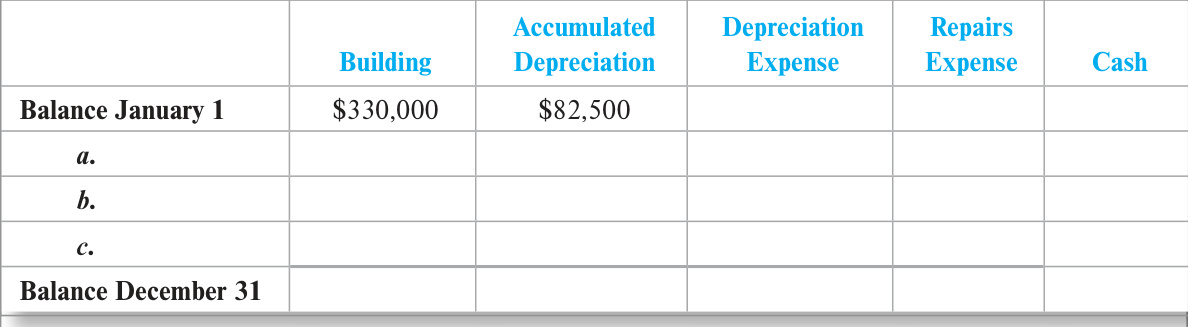 Building
Accumulated Depreciation
Depreciation Expense
Repairs Expense
Cash
Balance January 1 $330,000 $82,500
a.
b.
c.
Balance December 31